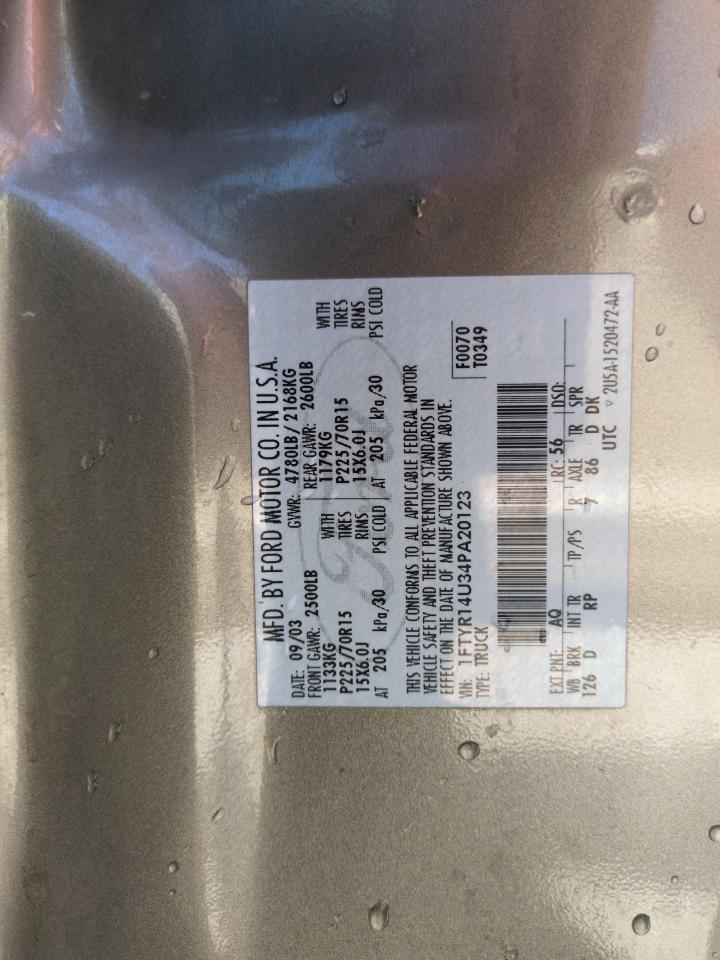 MFD. BY FORD MOTOR CO. IN U.S.A.
DATE: 09/03 GVWR: 4780LB/ 2168KG
FRONT GAWR: 2500LB REAR GAWR: 2600LB
1133KG WITH 1179KG WITH
P225/70R15 TIRES P225/70R15 TIRES
15X6.0J RIMS 15X6.0J RIMS
AT 205 kPa/30 PSI COLD AT 205 kPa/30 PSI COLD
THIS VEHICLE CONFORMS TO ALL APPLICABLE FEDERAL MOTOR
VEHICLE SAFETY AND THEFT PREVENTION STANDARDS IN
EFFECT ON THE DATE OF MANUFACTURE SHOWN ABOVE.
VIN: 1FTYR14U34PA20123 F0070
TYPE: TRUCK T0349
EXT PNT: AQ RC: 56 DSO:
WB BRK INT TR TP/PS R AXLE TR SPR
126 D RP 7 86 D DK
UTC ▽ 2U5A-1520472-AA
Ford